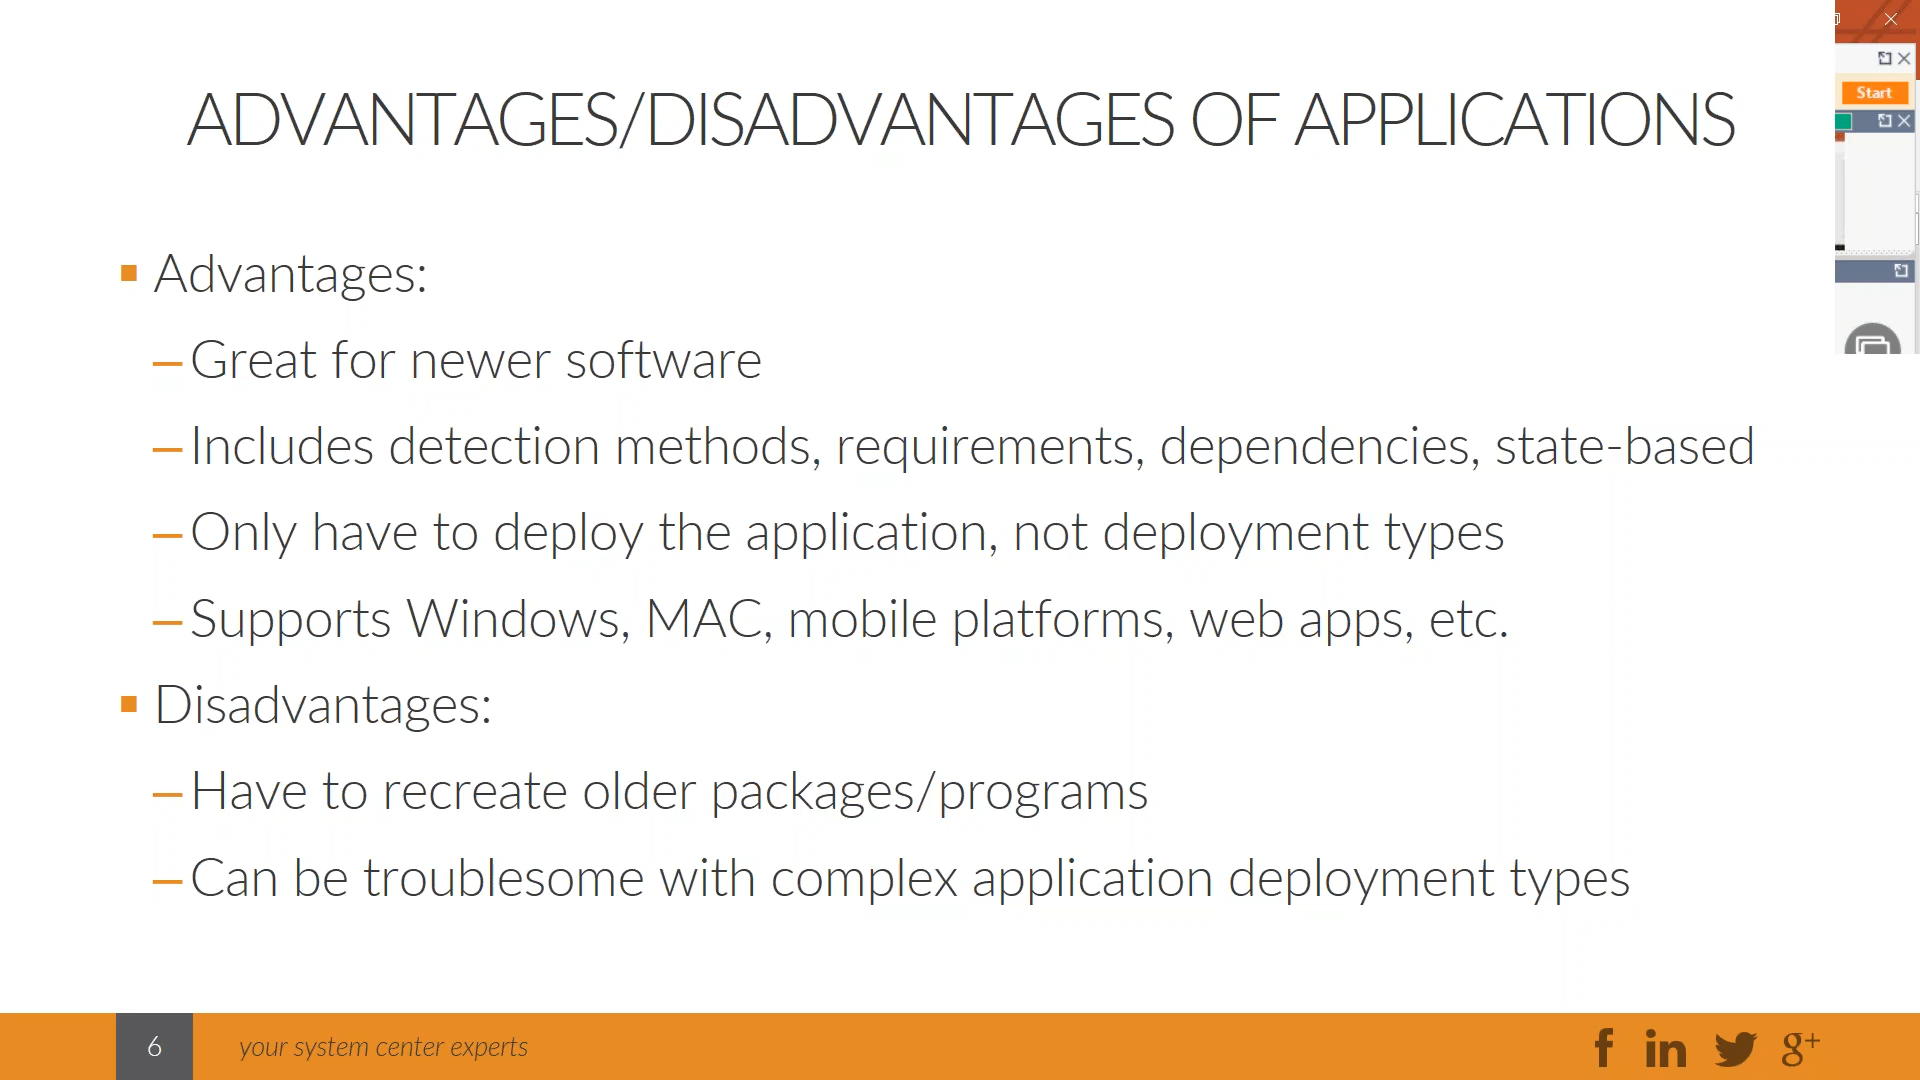 ADVANTAGES/DISADVANTAGES OF APPLICATIONS
Start
Advantages:
Great for newer software
Includes detection methods, requirements, dependencies, state-based
Only have to deploy the application, not deployment types
Supports Windows, MAC, mobile platforms, web apps, etc.
Disadvantages:
Have to recreate older packages/programs
Can be troublesome with complex application deployment types
6
your system center experts
f in g+